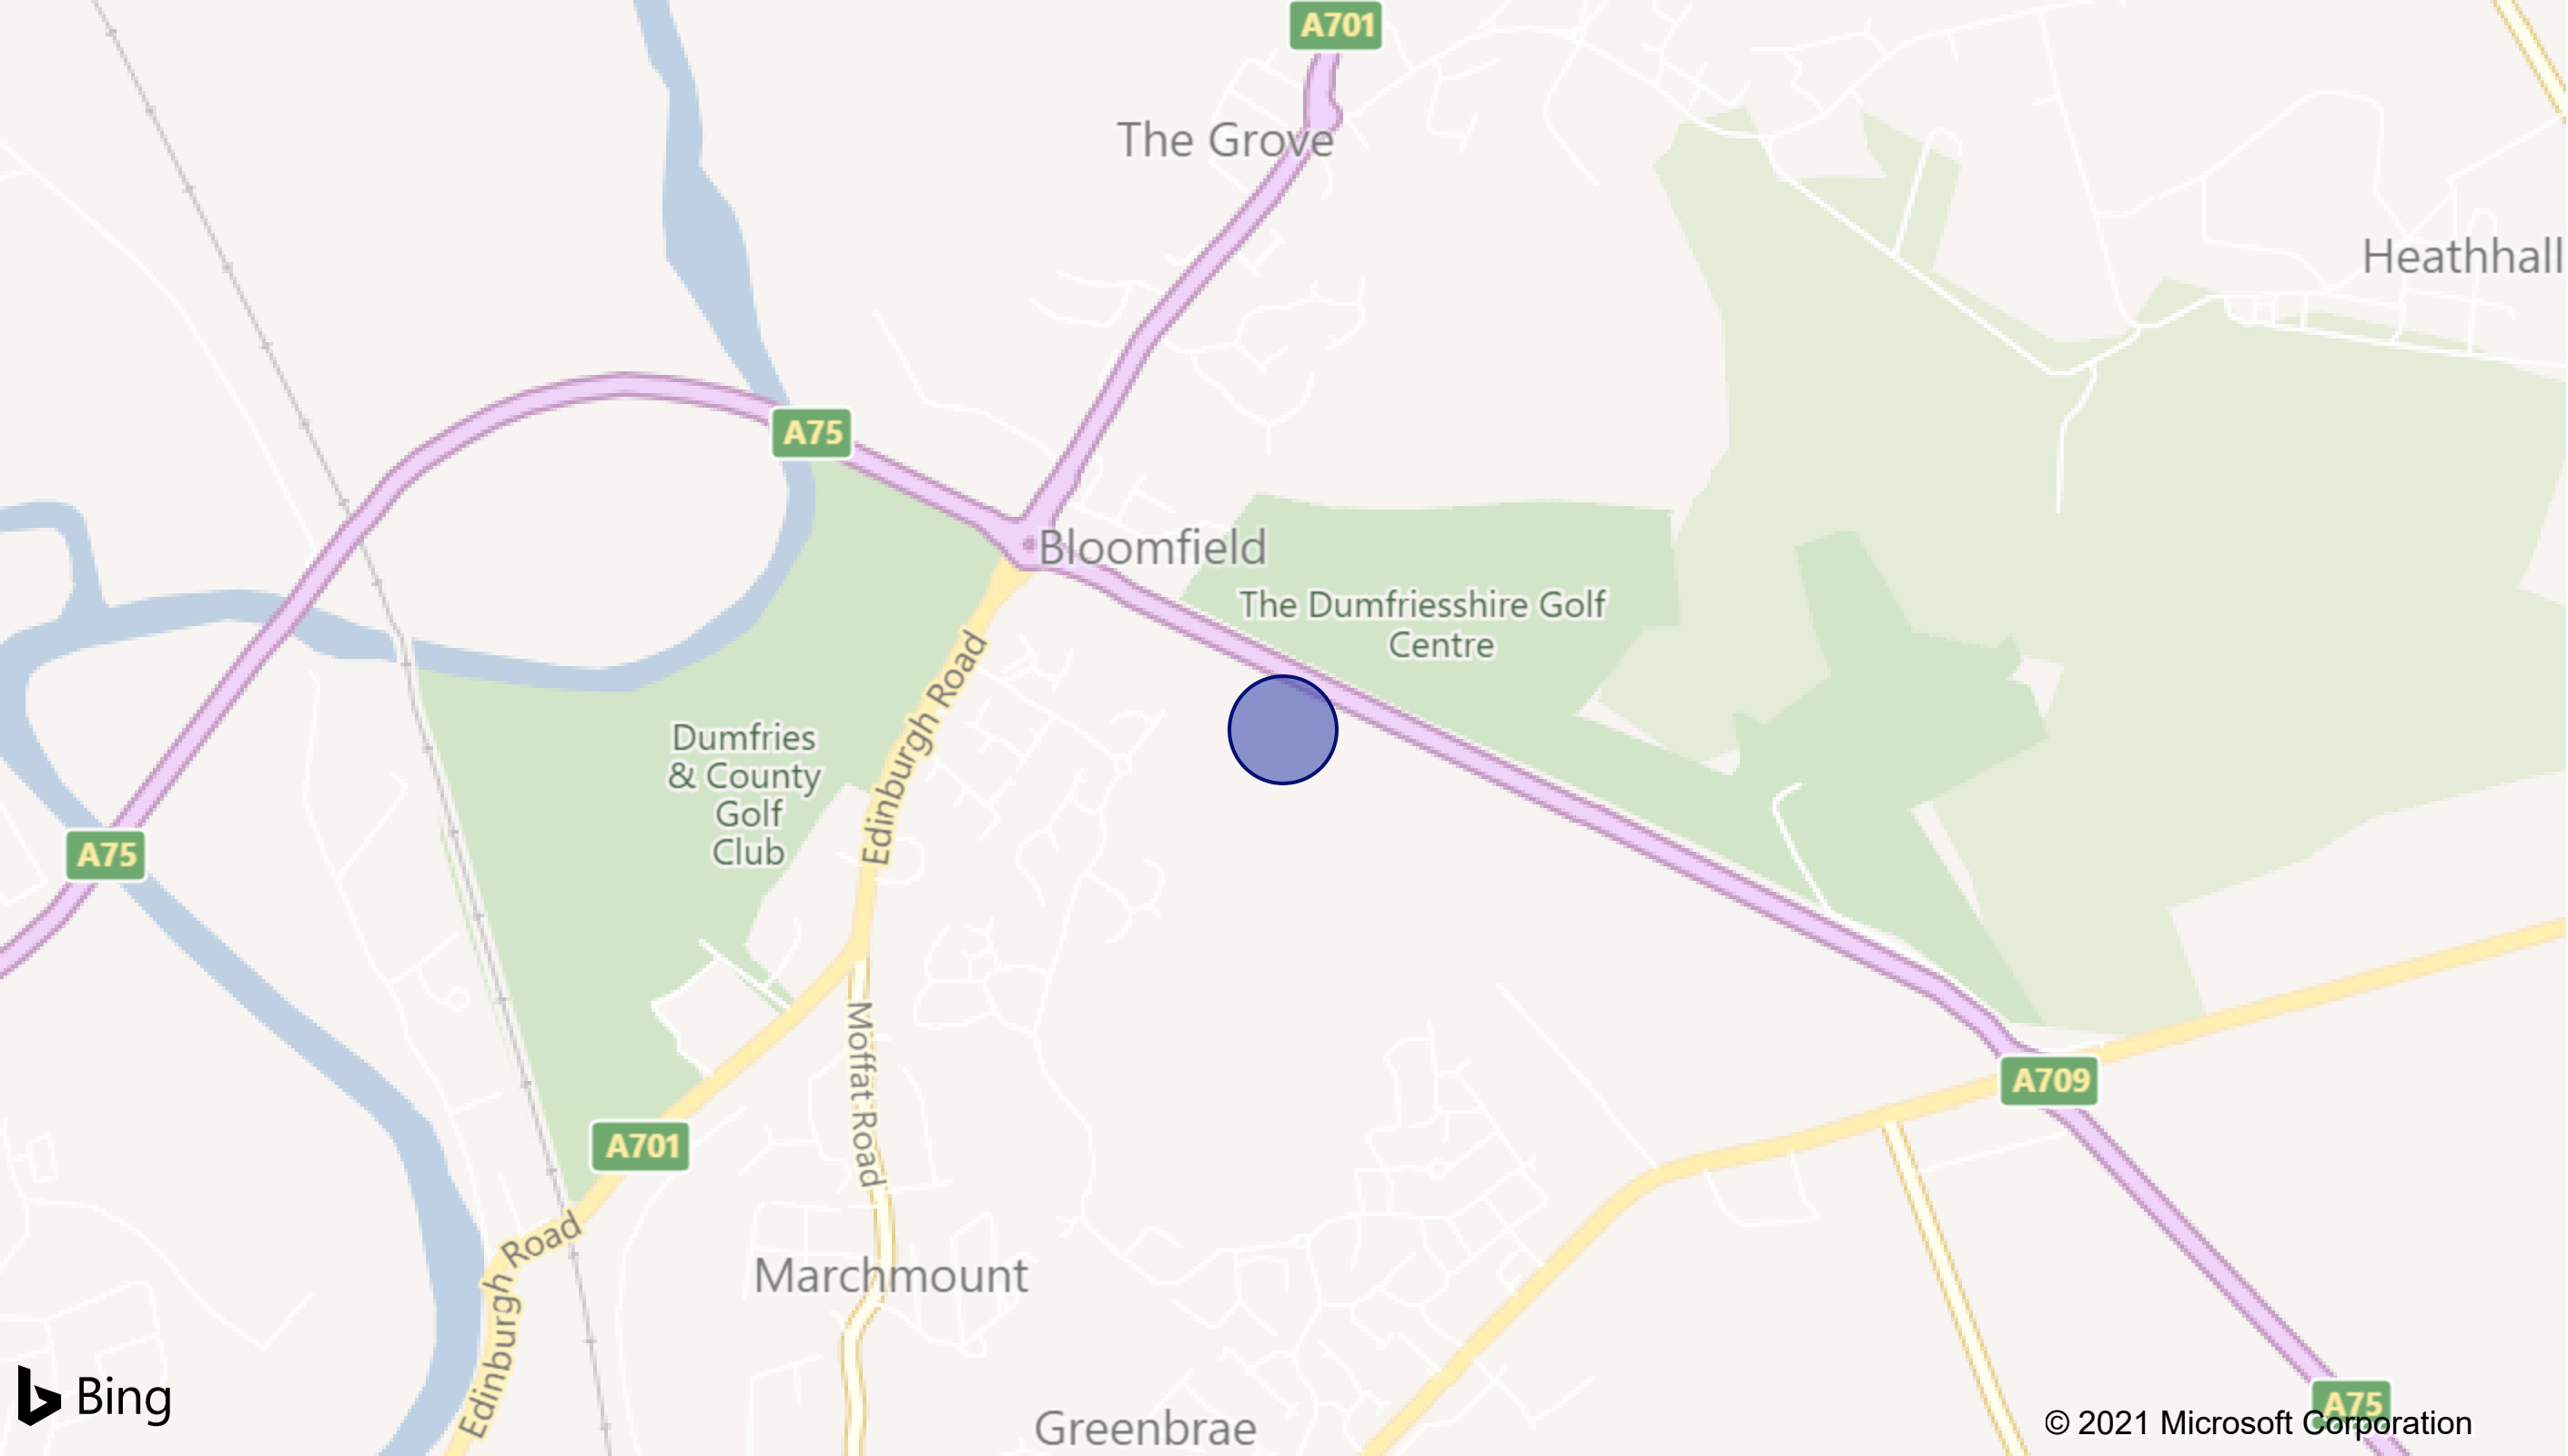 A701
The Grove
Heathhall
A75
Bloomfield
The Dumfriesshire Golf
Centre
Edinburgh Road
Dumfries
& County
Golf
Club
A75
A709
Moffat Road
A701
Edinburgh Road
Marchmount
Edinburgh
Bing
Greenbrae
A75
© 2021 Microsoft Corporation